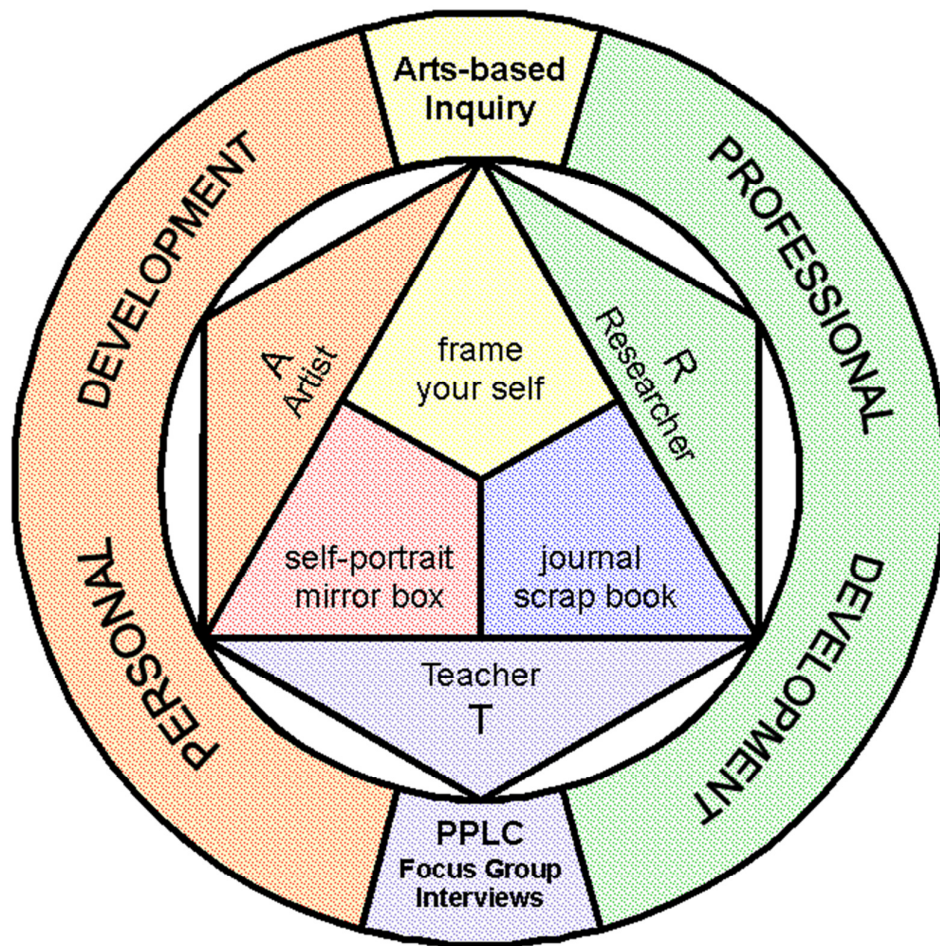 Arts-based
Inquiry
PERSONAL DEVELOPMENT
PROFESSIONAL DEVELOPMENT
A
Artist
R
Researcher
frame
your self
self-portrait
mirror box
journal
scrap book
Teacher
T
PPLC
Focus Group
Interviews